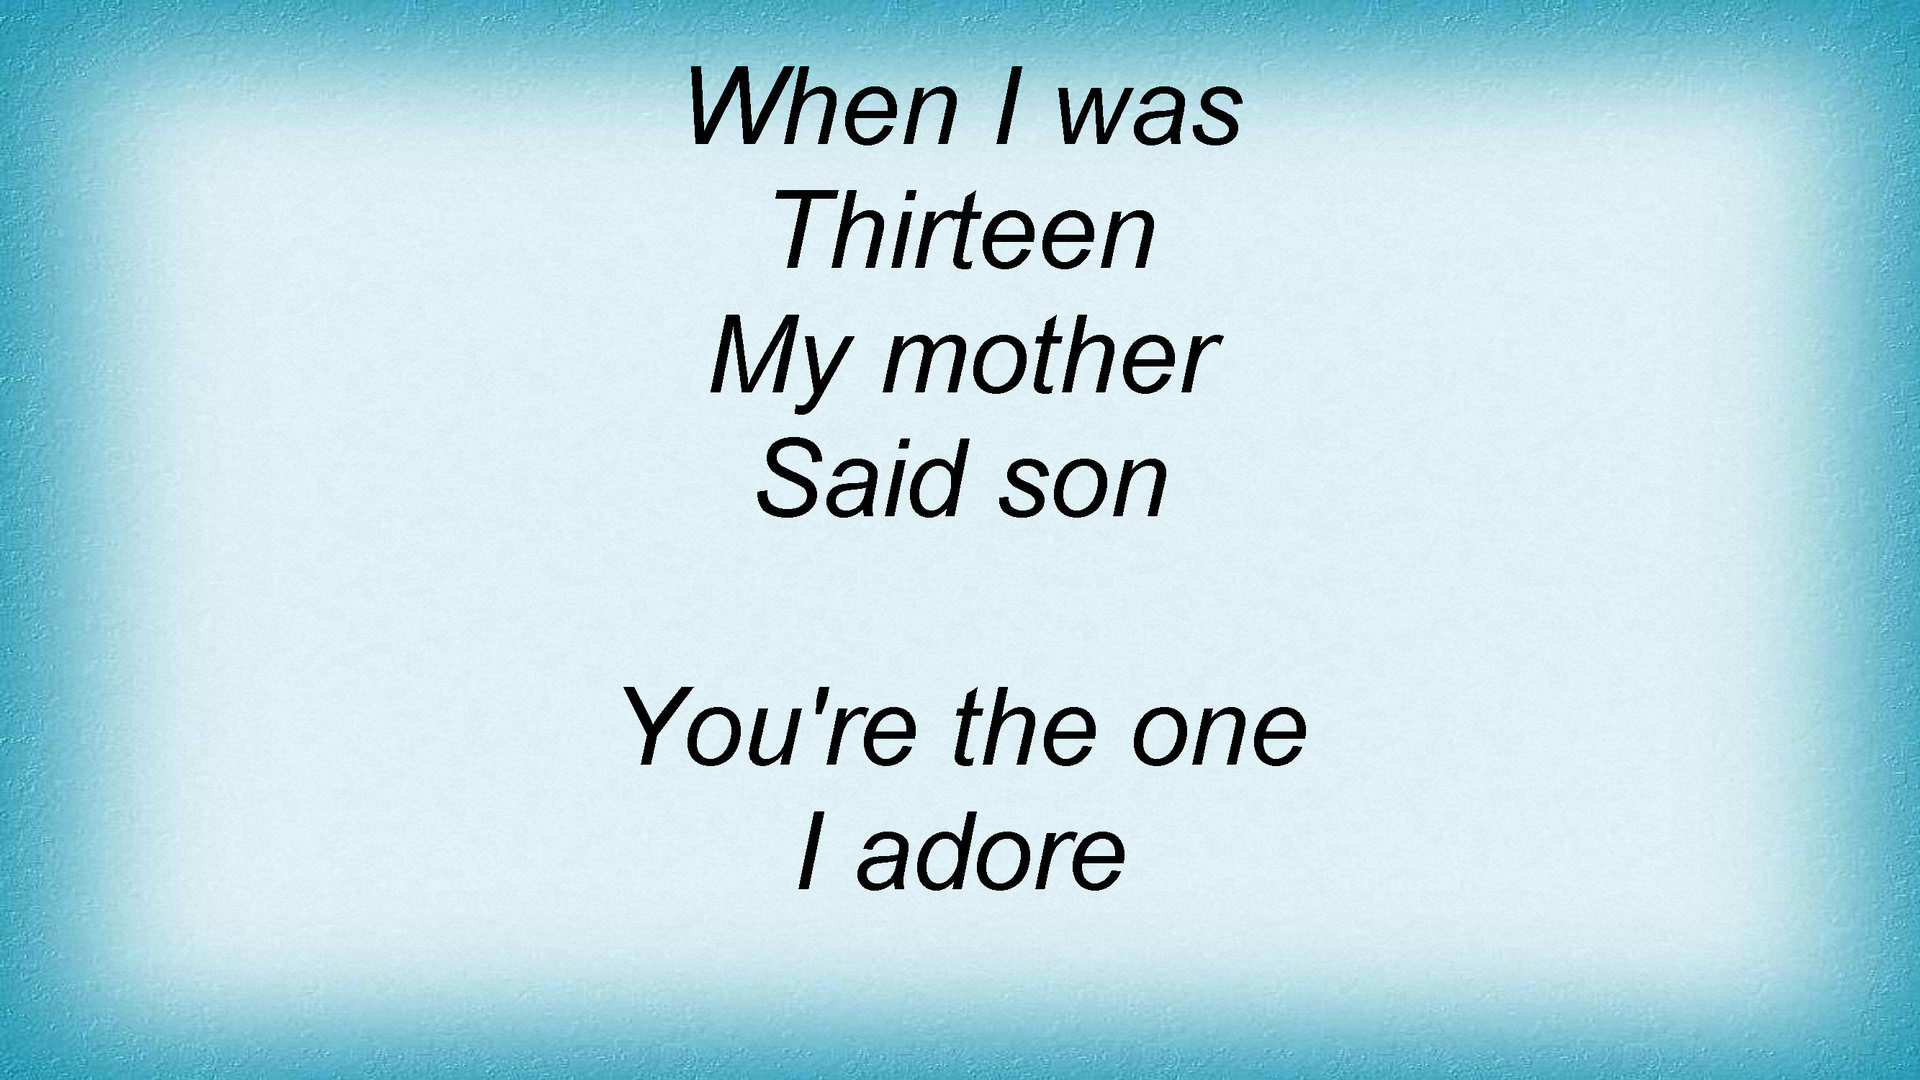 When I was
Thirteen
My mother
Said son
You're the one
I adore